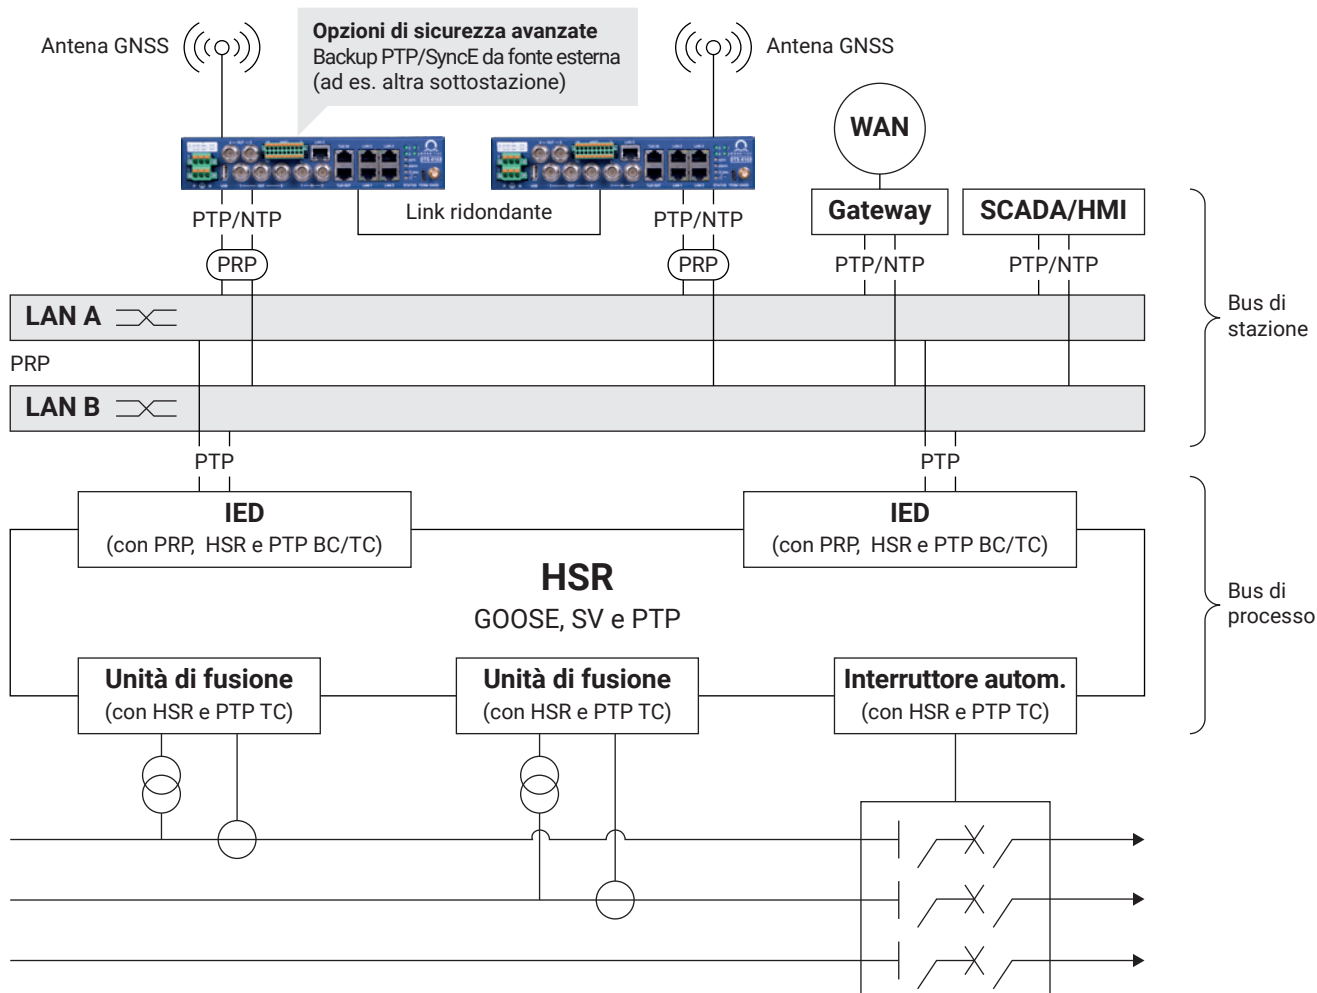 Antena GNSS
Opzioni di sicurezza avanzate
Backup PTP/SyncE da fonte esterna
(ad es. altra sottostazione)
Antena GNSS
WAN
PTP/NTP
Link ridondante
PTP/NTP
Gateway
SCADA/HMI
PRP
PRP
PTP/NTP
PTP/NTP
LAN A
Bus di
stazione
PRP
LAN B
PTP
PTP
IED
(con PRP, HSR e PTP BC/TC)
IED
(con PRP, HSR e PTP BC/TC)
HSR
GOOSE, SV e PTP
Bus di
processo
Unità di fusione
(con HSR e PTP TC)
Unità di fusione
(con HSR e PTP TC)
Interruttore autom.
(con HSR e PTP TC)